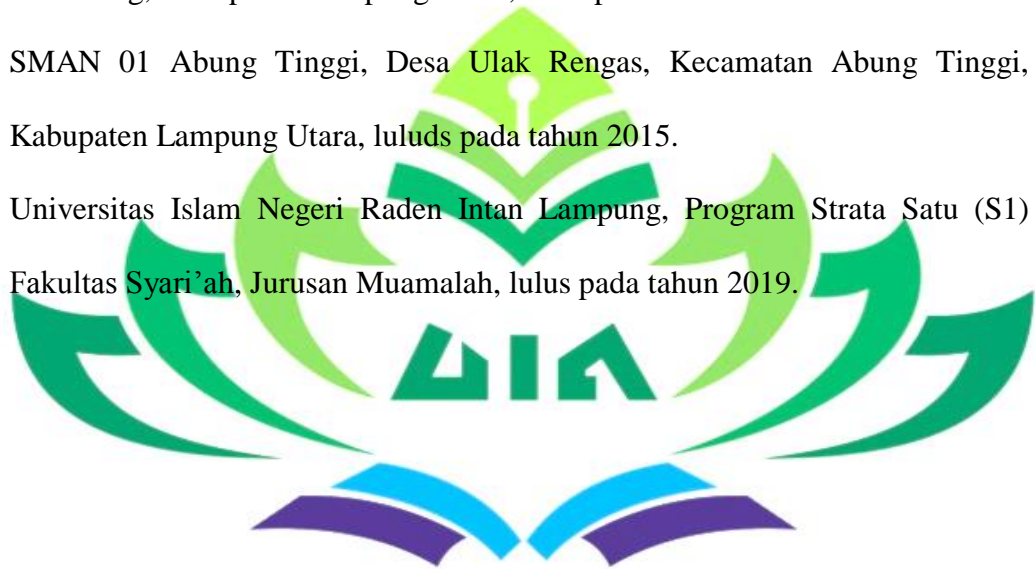 SMAN 01 Abung Tinggi, Desa Ulak Rengas, Kecamatan Abung Tinggi,
Kabupaten Lampung Utara, luluds pada tahun 2015.
Universitas Islam Negeri Raden Intan Lampung, Program Strata Satu (S1)
Fakultas Syari’ah, Jurusan Muamalah, lulus pada tahun 2019.
UIN